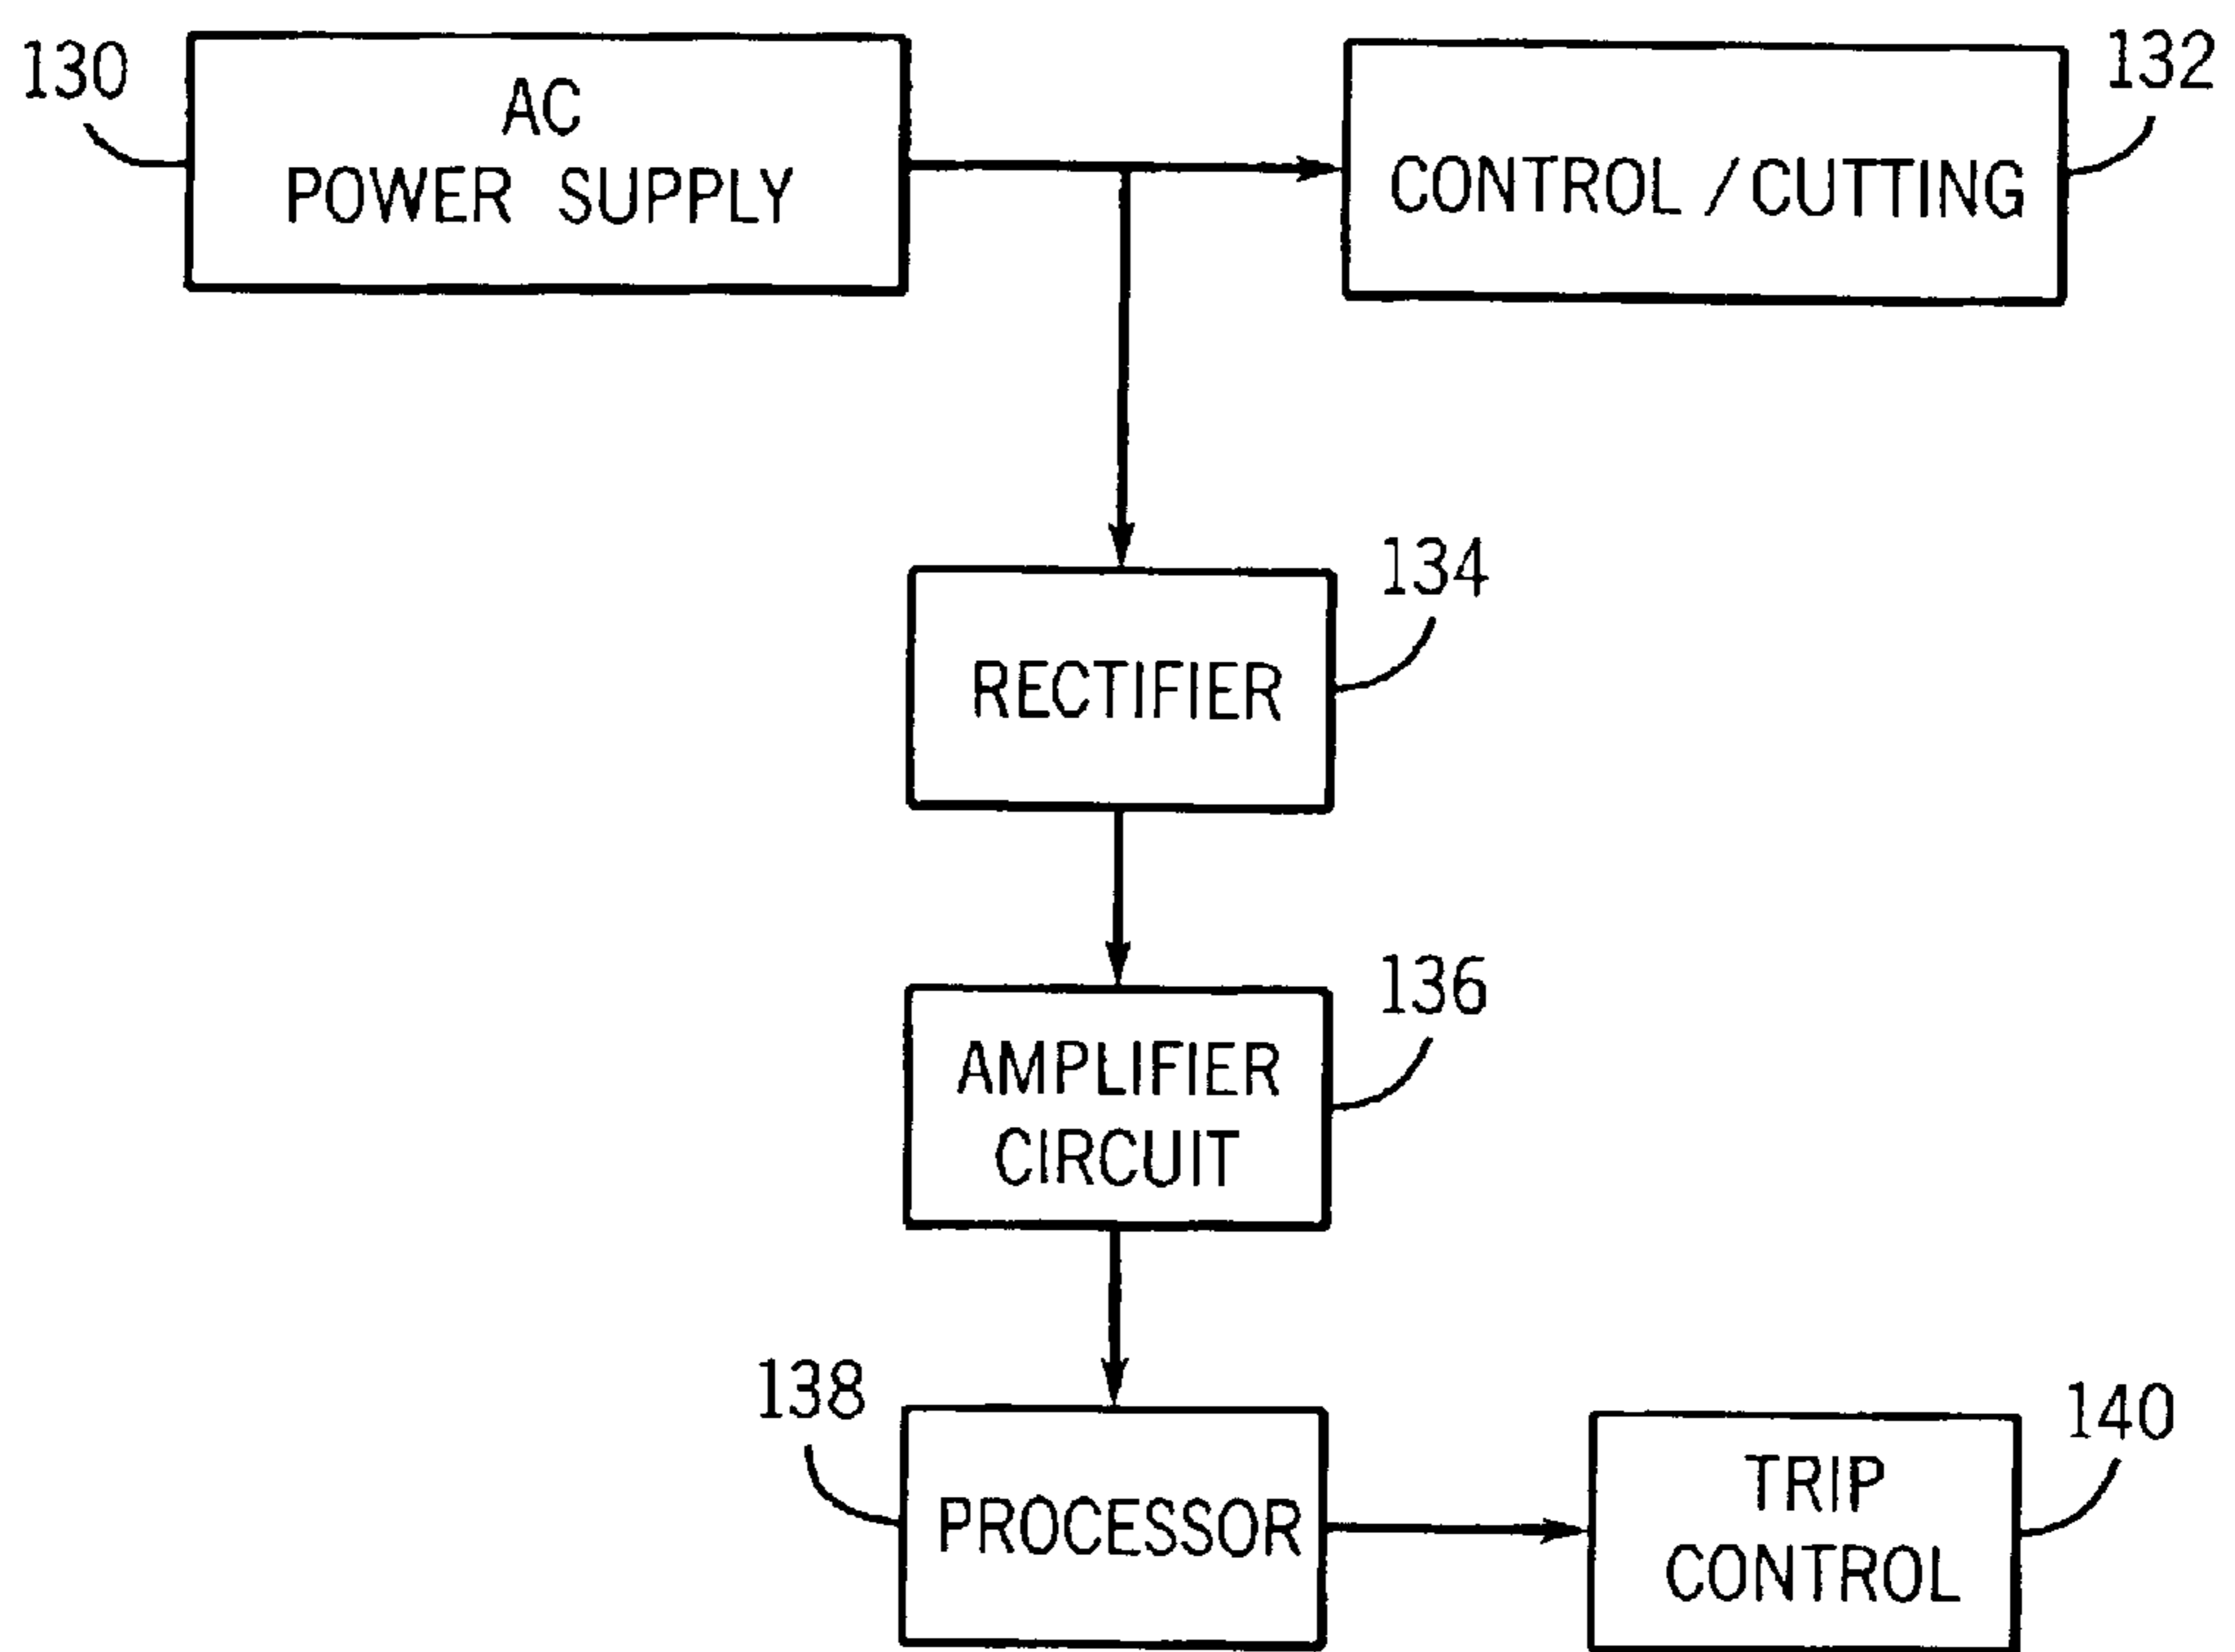 130
AC
POWER SUPPLY
132
CONTROL/CUTTING
134
RECTIFIER
136
AMPLIFIER
CIRCUIT
138
PROCESSOR
140
TRIP
CONTROL